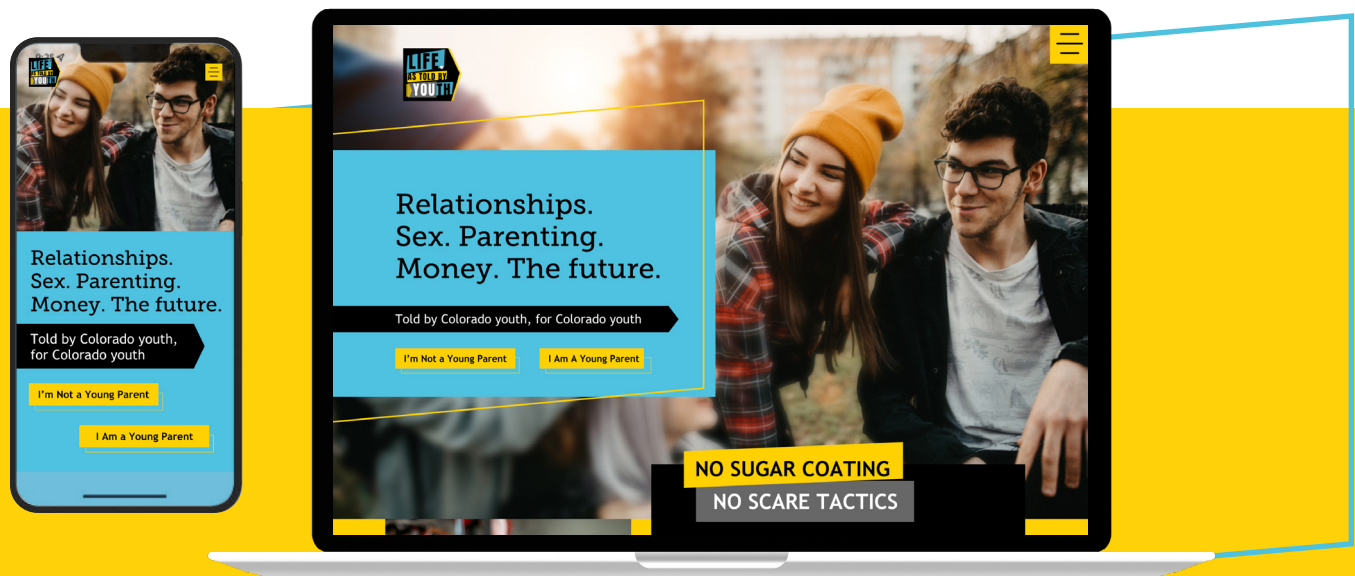 9:25
LIFE
AS TOLD BY
YOUTH
Relationships.
Sex. Parenting.
Money. The future.
Told by Colorado youth,
for Colorado youth
I'm Not a Young Parent
I Am a Young Parent
LIFE
AS TOLD BY
YOUTH
Relationships.
Sex. Parenting.
Money. The future.
Told by Colorado youth, for Colorado youth
I'm Not a Young Parent
I Am A Young Parent
NO SUGAR COATING
NO SCARE TACTICS